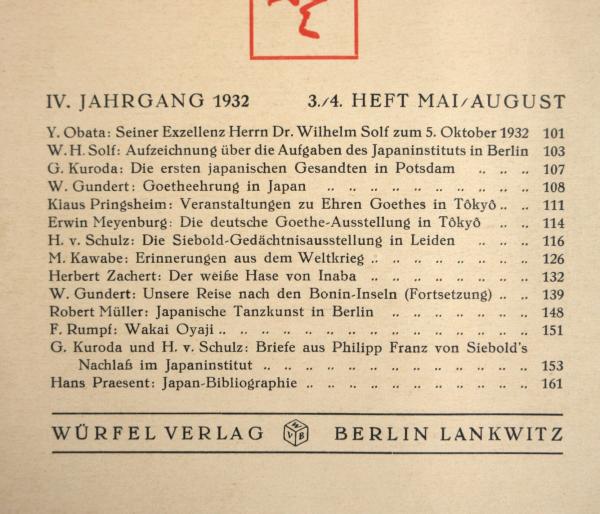 IV. JAHRGANG 1932 3./4. HEFT MAI/AUGUST
Y. Obata: Seiner Exzellenz Herrn Dr. Wilhelm Solf zum 5. Oktober 1932 101
W. H. Solf: Aufzeichnung über die Aufgaben des Japaninstituts in Berlin 103
G. Kuroda: Die ersten japanischen Gesandten in Potsdam .. .. .. 107
W. Gundert: Goetheehrung in Japan .. .. .. .. .. .. .. .. .. .. 108
Klaus Pringsheim: Veranstaltungen zu Ehren Goethes in Tôkyô .. .. 111
Erwin Meyenburg: Die deutsche Goethe-Ausstellung in Tôkyô .. .. 114
H. v. Schulz: Die Siebold-Gedächtnisausstellung in Leiden .. .. .. 116
M. Kawabe: Erinnerungen aus dem Weltkrieg .. .. .. .. .. .. .. .. 126
Herbert Zachert: Der weiße Hase von Inaba .. .. .. .. .. .. .. .. 132
W. Gundert: Unsere Reise nach den Bonin-Inseln (Fortsetzung) .. .. 139
Robert Müller: Japanische Tanzkunst in Berlin .. .. .. .. .. .. .. 148
F. Rumpf: Wakai Oyaji .. .. .. .. .. .. .. .. .. .. .. .. .. .. 151
G. Kuroda und H. v. Schulz: Briefe aus Philipp Franz von Siebold's
Nachlaß im Japaninstitut .. .. .. .. .. .. .. .. .. .. .. .. .. 153
Hans Praesent: Japan-Bibliographie .. .. .. .. .. .. .. .. .. .. .. 161
WÜRFEL VERLAG WVB BERLIN LANKWITZ